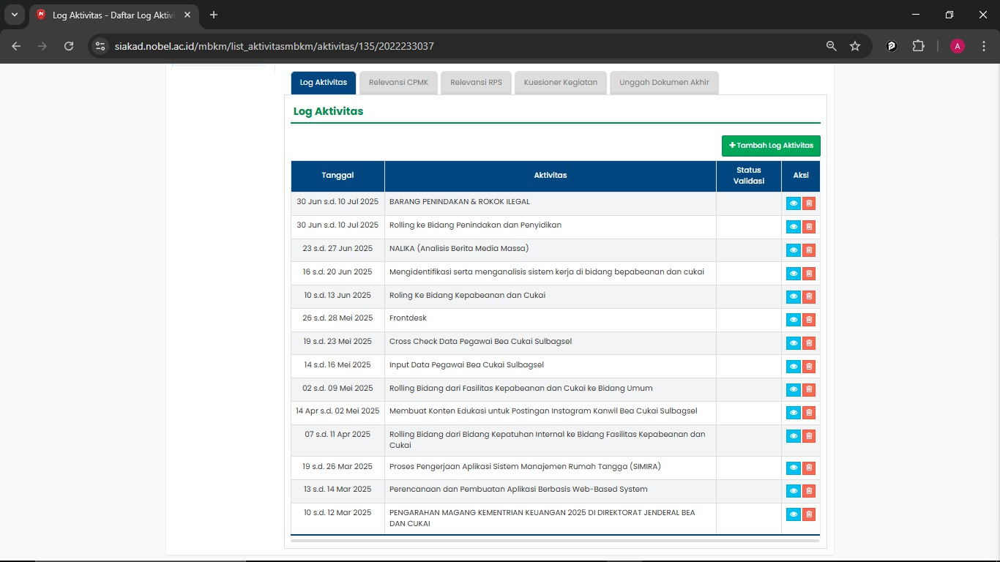 Log Aktivitas - Daftar Log Aktiv
siakad.nobel.ac.id/mbkm/list_aktivitasmbkm/aktivitas/135/2022233037
A
Log Aktivitas
Relevansi CPMK
Relevansi RPS
Kuesioner Kegiatan
Unggah Dokumen Akhir
Log Aktivitas
+Tambah Log Aktivitas
Tanggal Aktivitas Status Validasi Aksi
30 Jun s.d. 10 Jul 2025 BARANG PENINDAKAN & ROKOK ILEGAL
30 Jun s.d. 10 Jul 2025 Rolling ke Bidang Penindakan dan Penyidikan
23 s.d. 27 Jun 2025 NALIKA (Analisis Berita Media Massa)
16 s.d. 20 Jun 2025 Mengidentifikasi serta menganalisis sistem kerja di bidang bepabeanan dan cukai
10 s.d. 13 Jun 2025 Roling Ke Bidang Kepabeanan dan Cukai
26 s.d. 28 Mei 2025 Frontdesk
19 s.d. 23 Mei 2025 Cross Check Data Pegawai Bea Cukai Sulbagsel
14 s.d. 16 Mei 2025 Input Data Pegawai Bea Cukai Sulbagsel
02 s.d. 09 Mei 2025 Rolling Bidang dari Fasilitas Kepabeanan dan Cukai ke Bidang Umum
14 Apr s.d. 02 Mei 2025 Membuat Konten Edukasi untuk Postingan Instagram Kanwil Bea Cukai Sulbagsel
07 s.d. 11 Apr 2025 Rolling Bidang dari Bidang Kepatuhan Internal ke Bidang Fasilitas Kepabeanan dan
Cukai
19 s.d. 26 Mar 2025 Proses Pengerjaan Aplikasi Sistem Manajemen Rumah Tangga (SIMIRA)
13 s.d. 14 Mar 2025 Perencanaan dan Pembuatan Aplikasi Berbasis Web-Based System
10 s.d. 12 Mar 2025 PENGARAHAN MAGANG KEMENTRIAN KEUANGAN 2025 DI DIREKTORAT JENDERAL BEA
DAN CUKAI